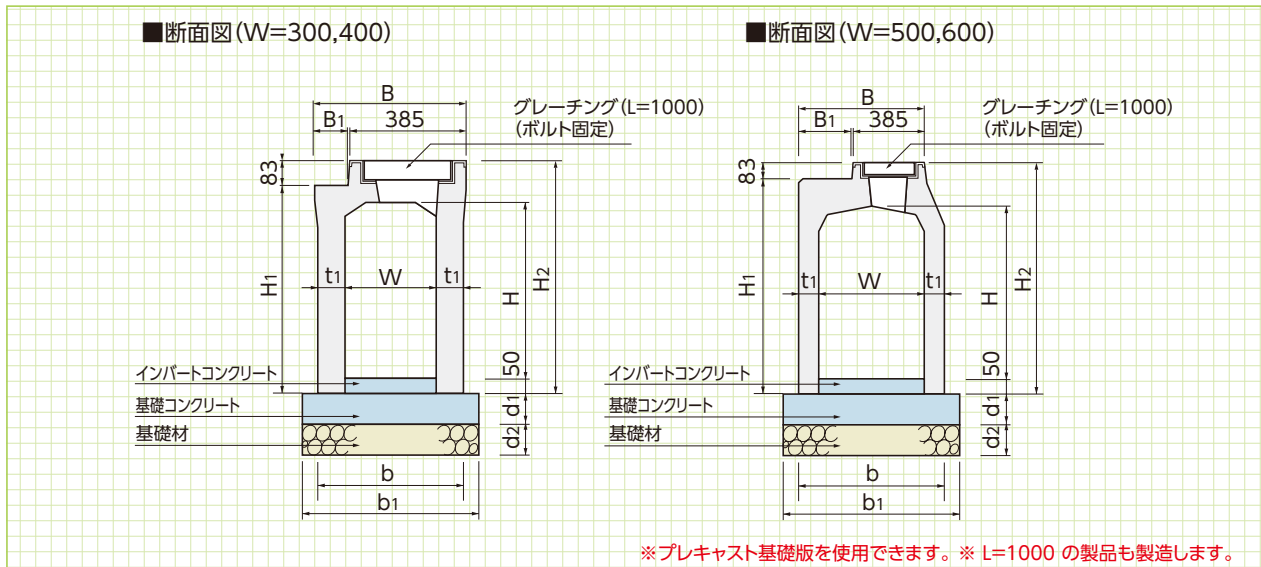 ■断面図(W=300,400)
B
B1
385
グレーチング(L=1000)
(ボルト固定)
83
H1
t1
W
t1
H
H2
50
インバートコンクリート
基礎コンクリート
基礎材
d1
d2
b
b1
■断面図(W=500,600)
B
B1
385
グレーチング(L=1000)
(ボルト固定)
83
H1
t1
W
t1
H
H2
50
インバートコンクリート
基礎コンクリート
基礎材
d1
d2
b
b1
※プレキャスト基礎版を使用できます。※ L=1000 の製品も製造します。